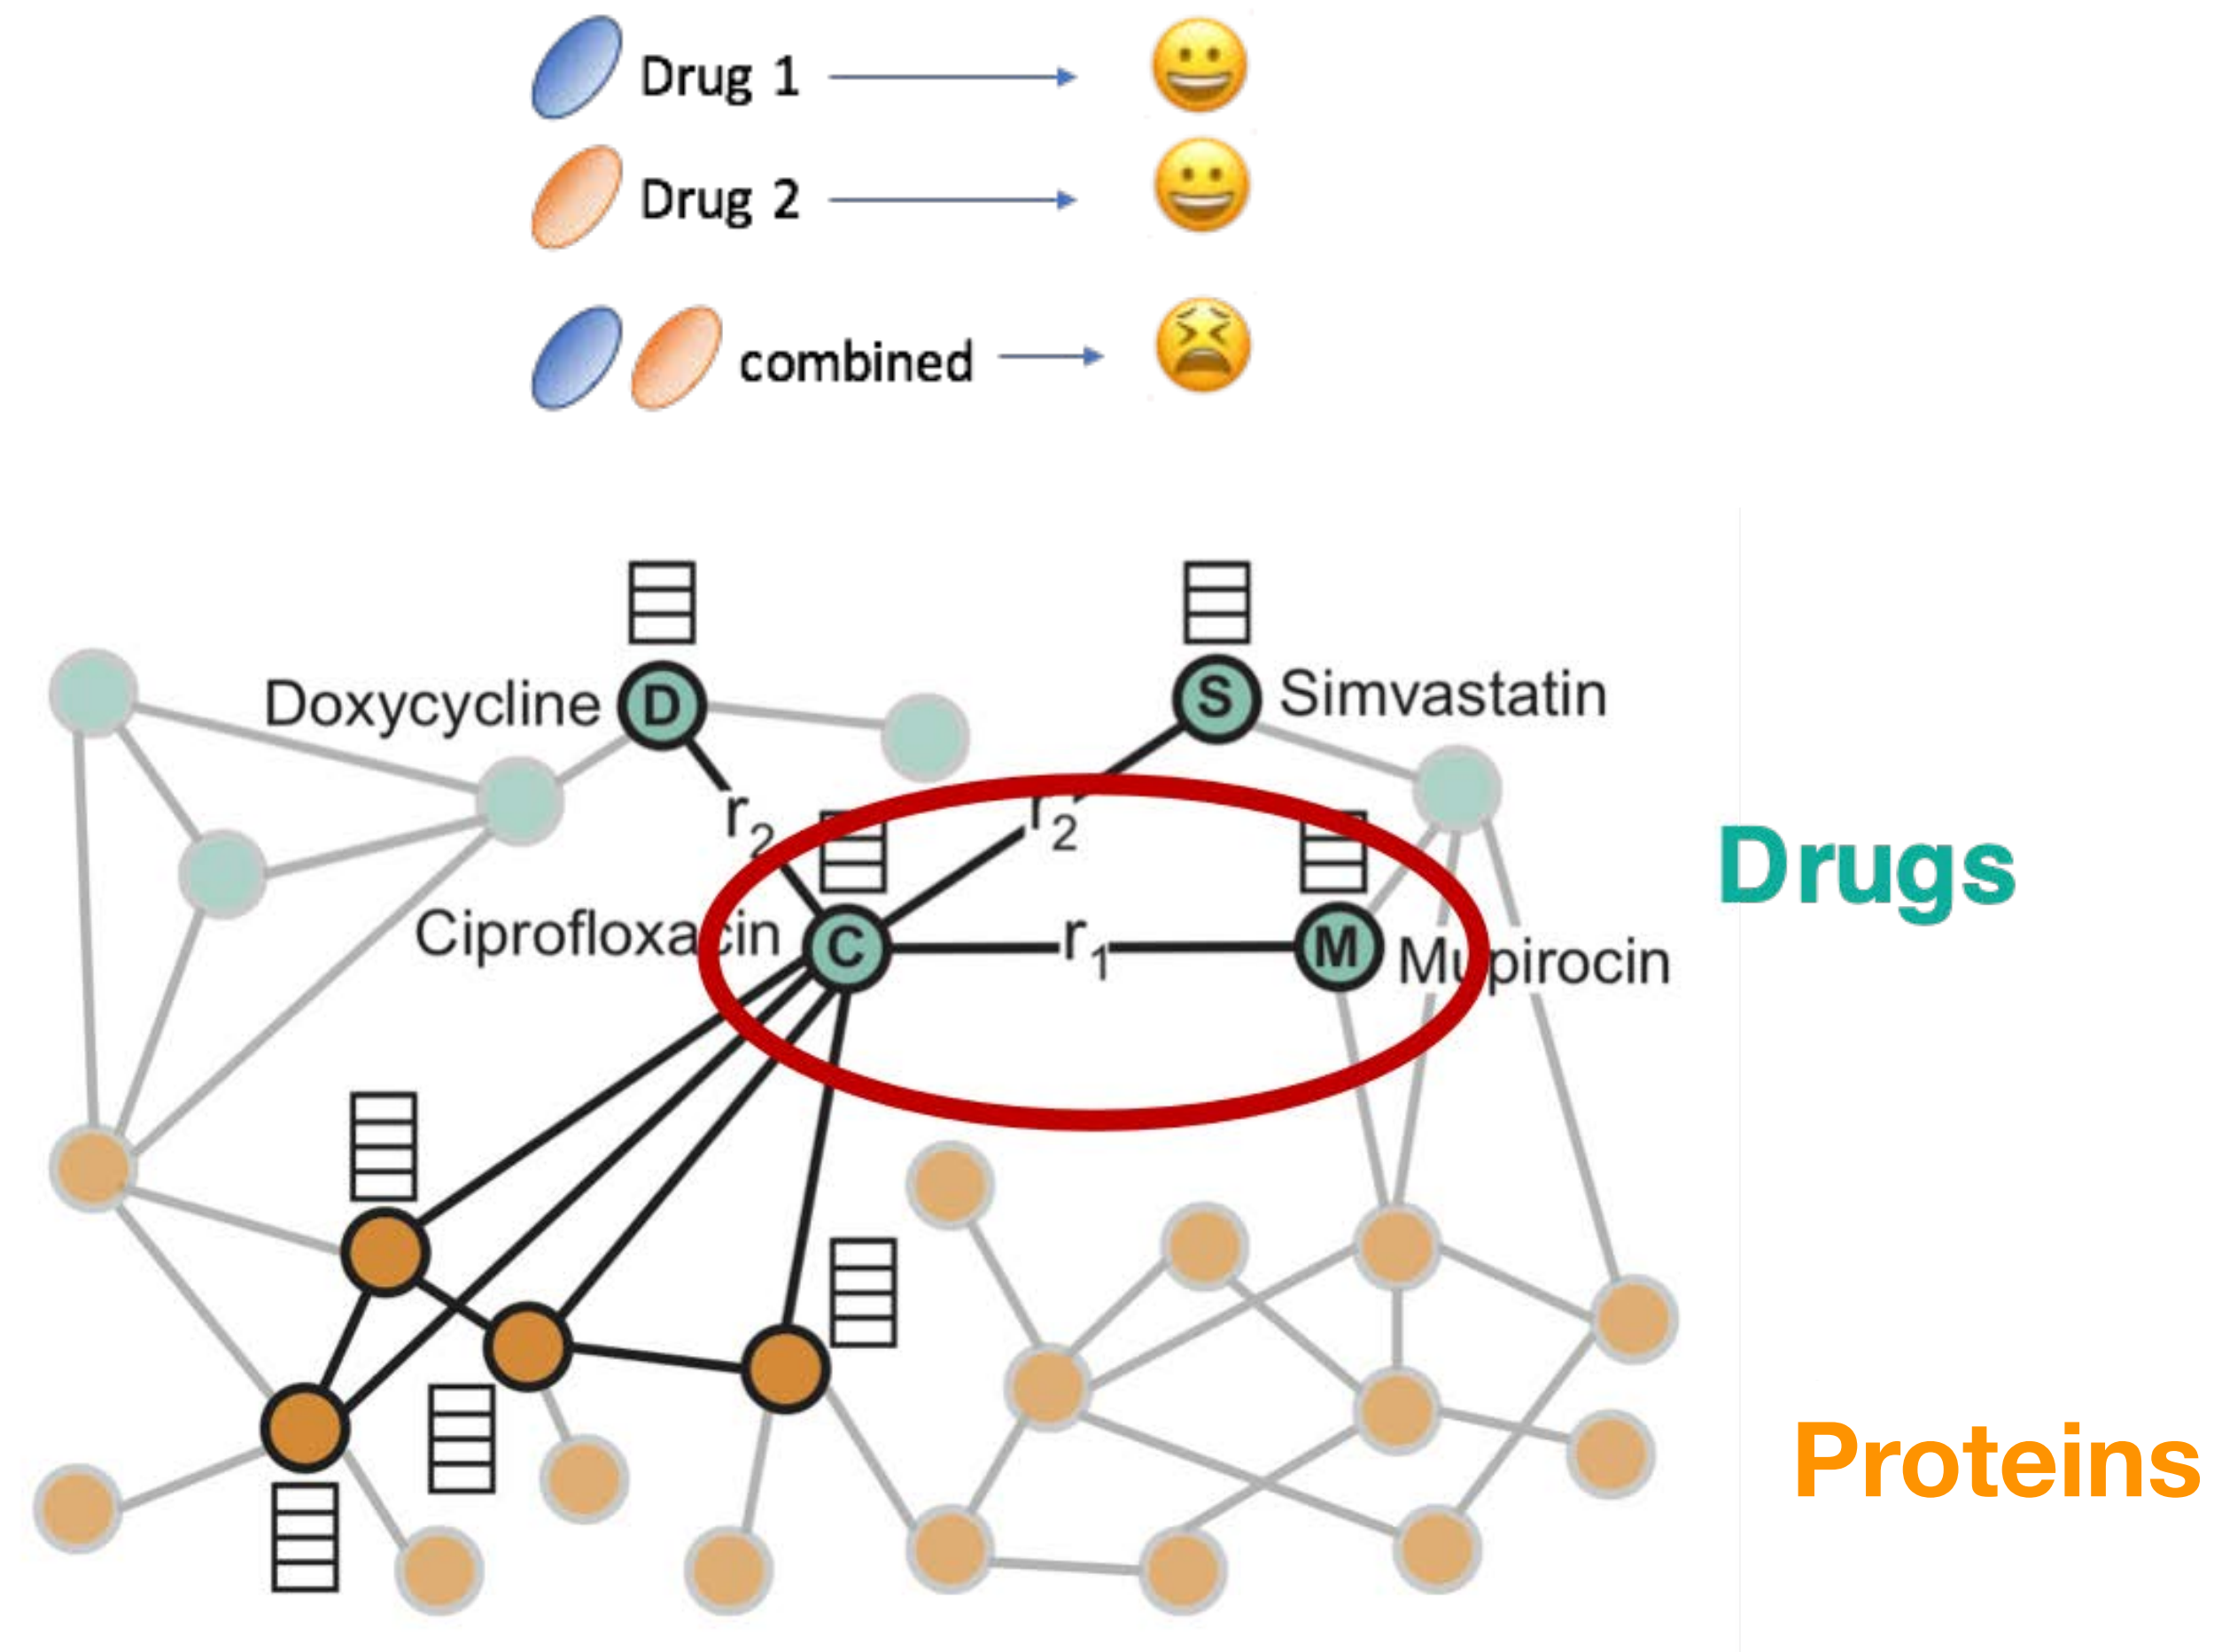 Drug 1
Drug 2
combined
Doxycycline
D
S
Simvastatin
r2
r2
Drugs
Ciprofloxacin
C
r1
M
Mupirocin
Proteins